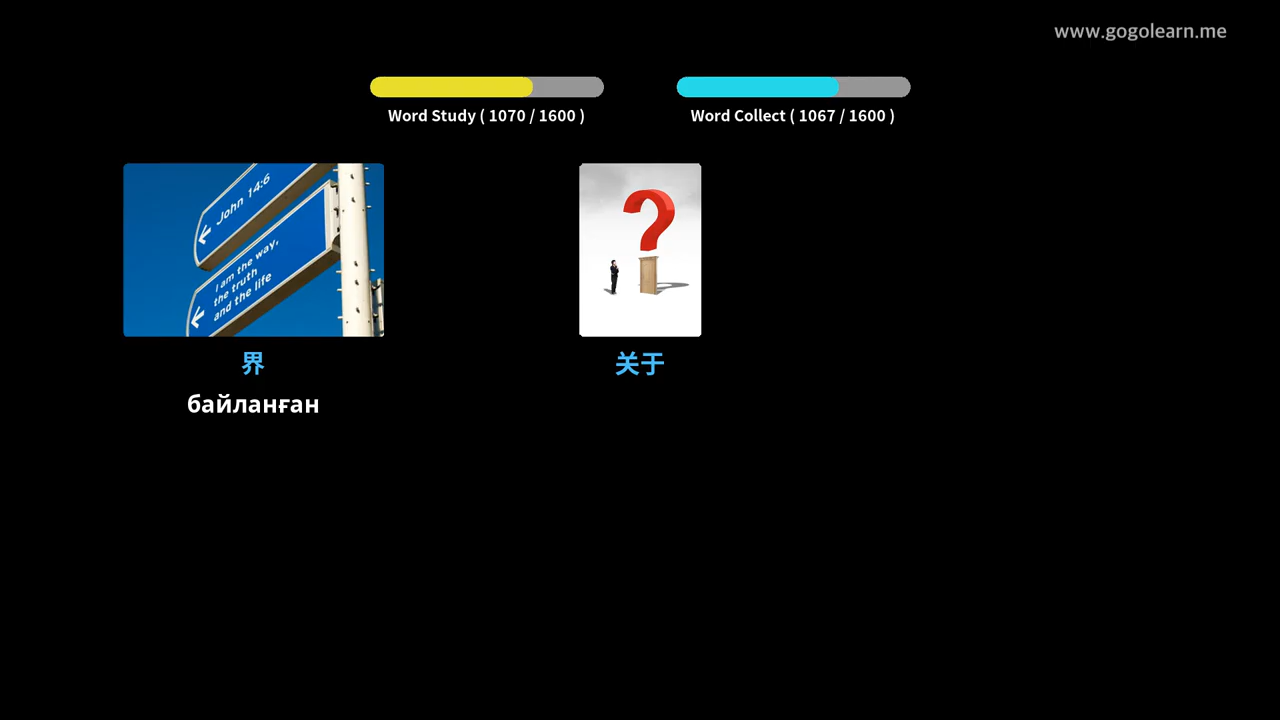 www.gogolearn.me
Word Study ( 1070 / 1600 )
Word Collect ( 1067 / 1600 )
John 14:6
I am the way,
the truth
and the life
界
关于
байланған